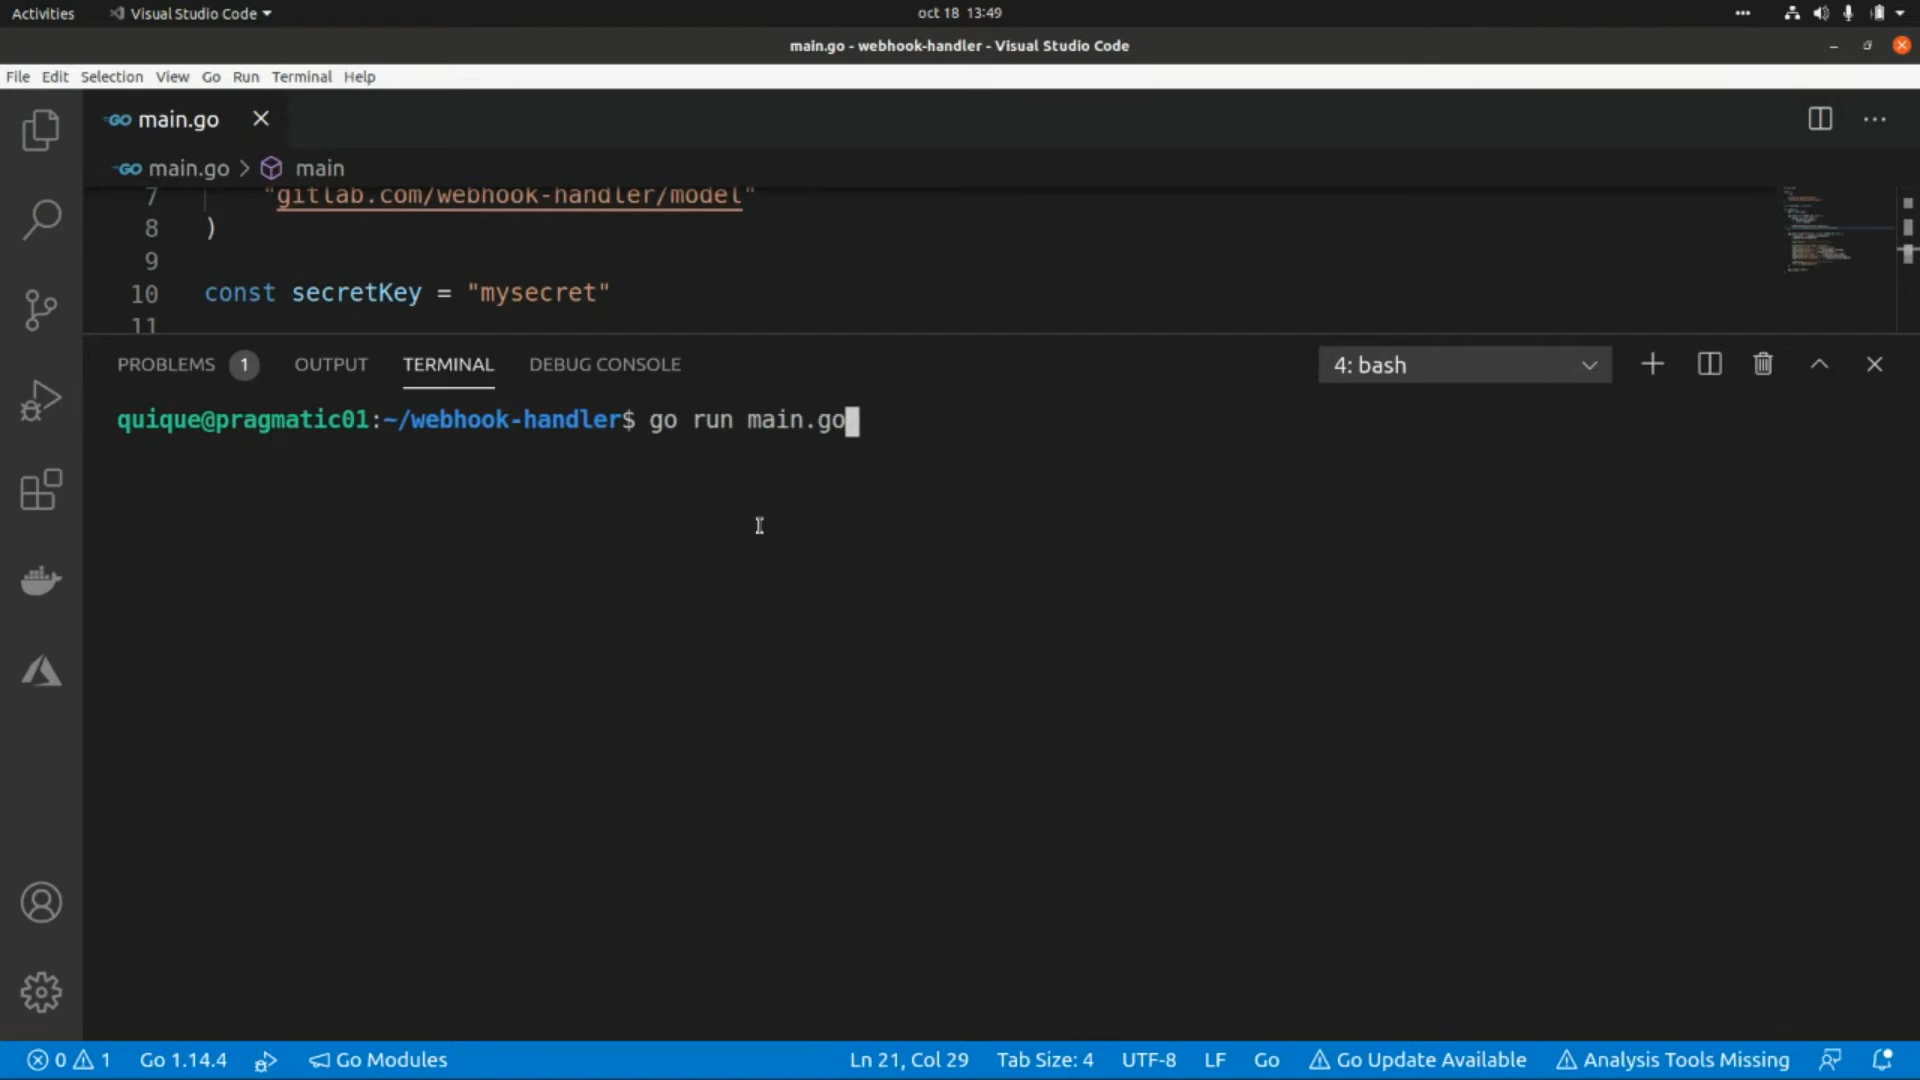 Activities
Visual Studio Code
oct 18 13:49
main.go - webhook-handler - Visual Studio Code
File Edit Selection View Go Run Terminal Help
GO main.go
GO main.go > main
7 "gitlab.com/webhook-handler/model"
8 )
9
10 const secretKey = "mysecret"
11
PROBLEMS 1 OUTPUT TERMINAL DEBUG CONSOLE
4: bash
quique@pragmatic01:~/webhook-handler$ go run main.go
0 1 Go 1.14.4 Go Modules Ln 21, Col 29 Tab Size: 4 UTF-8 LF Go Go Update Available Analysis Tools Missing